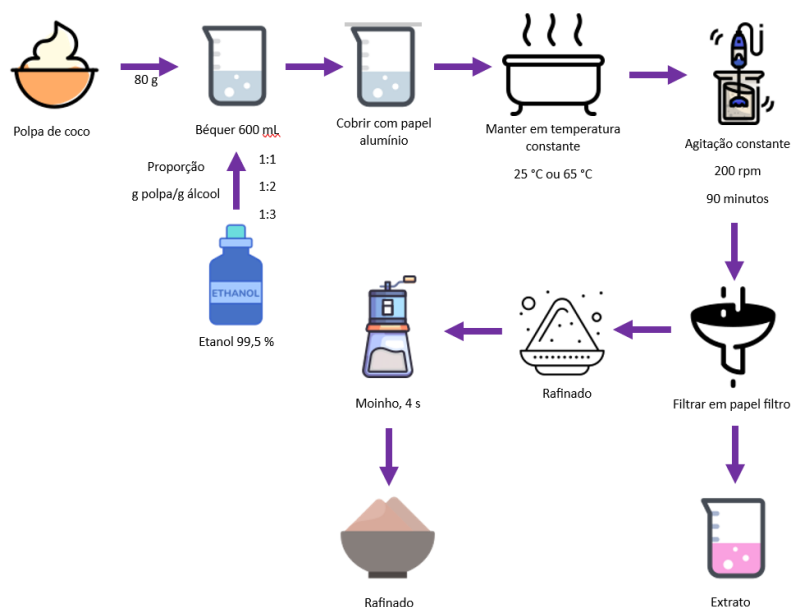 80 g
Polpa de coco
Béquer 600 mL
Cobrir com papel
alumínio
Manter em temperatura
constante
25 °C ou 65 °C
Agitação constante
200 rpm
90 minutos
Proporção
g polpa/g álcool
1:1
1:2
1:3
ETHANOL
Etanol 99,5 %
Filtrar em papel filtro
Rafinado
Moinho, 4 s
Rafinado
Extrato